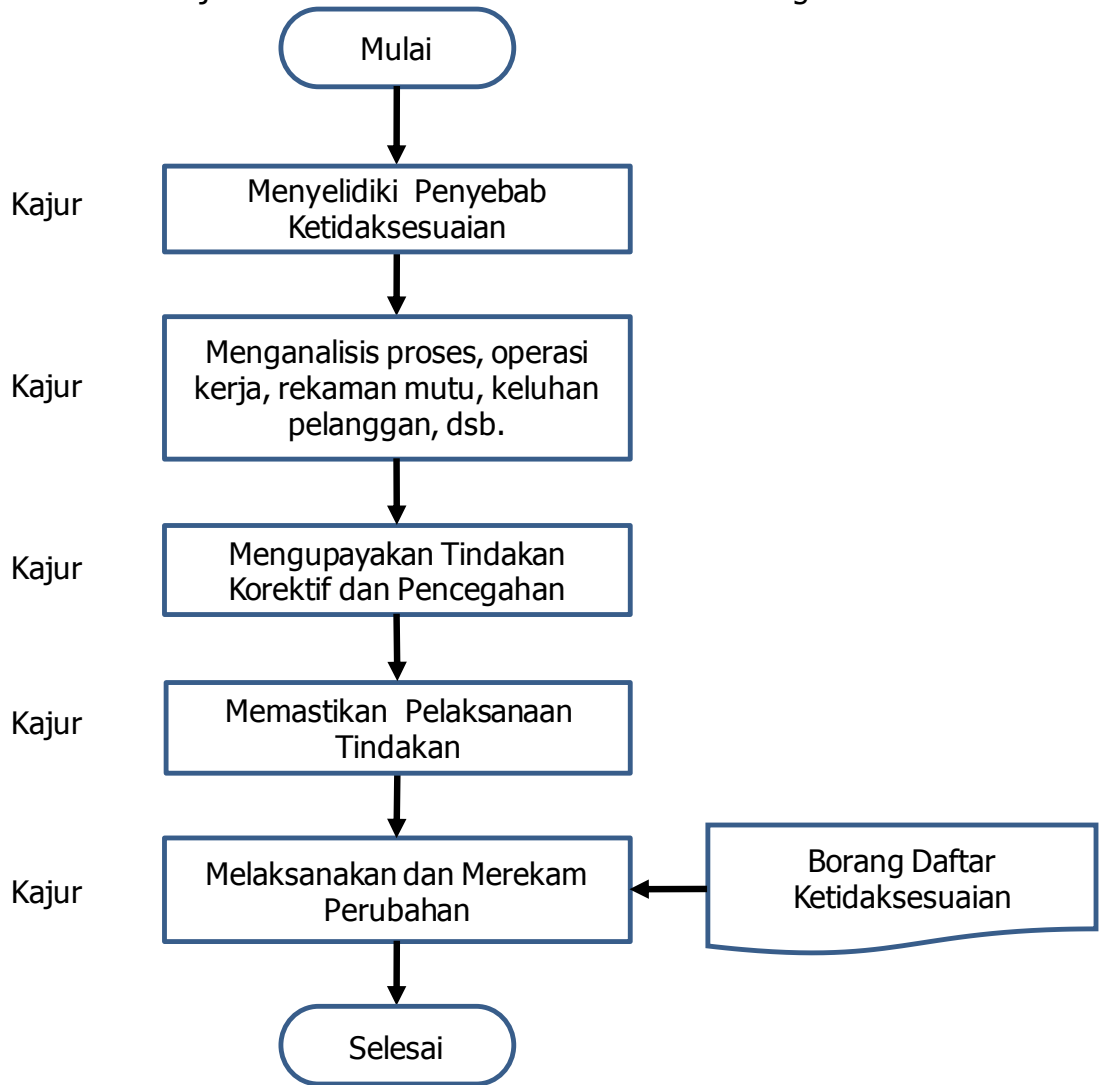 Mulai
Kajur
Menyelidiki Penyebab
Ketidaksesuaian
Kajur
Menganalisis proses, operasi
kerja, rekaman mutu, keluhan
pelanggan, dsb.
Kajur
Mengupayakan Tindakan
Korektif dan Pencegahan
Kajur
Memastikan Pelaksanaan
Tindakan
Kajur
Melaksanakan dan Merekam
Perubahan
Borang Daftar
Ketidaksesuaian
Selesai